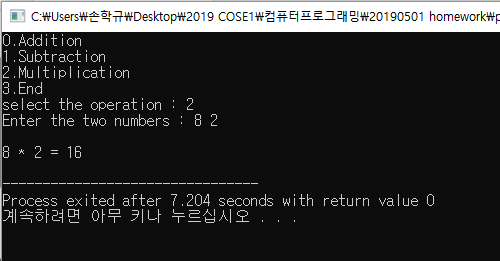 C:₩Users₩손학규₩Desktop₩2019 COSE1₩컴퓨터프로그래밍₩20190501 homework₩p
0.Addition
1.Subtraction
2.Multiplication
3.End
select the operation : 2
Enter the two numbers : 8 2
8 * 2 = 16
--------------------------------
Process exited after 7.204 seconds with return value 0
계속하려면 아무 키나 누르십시오 . . .